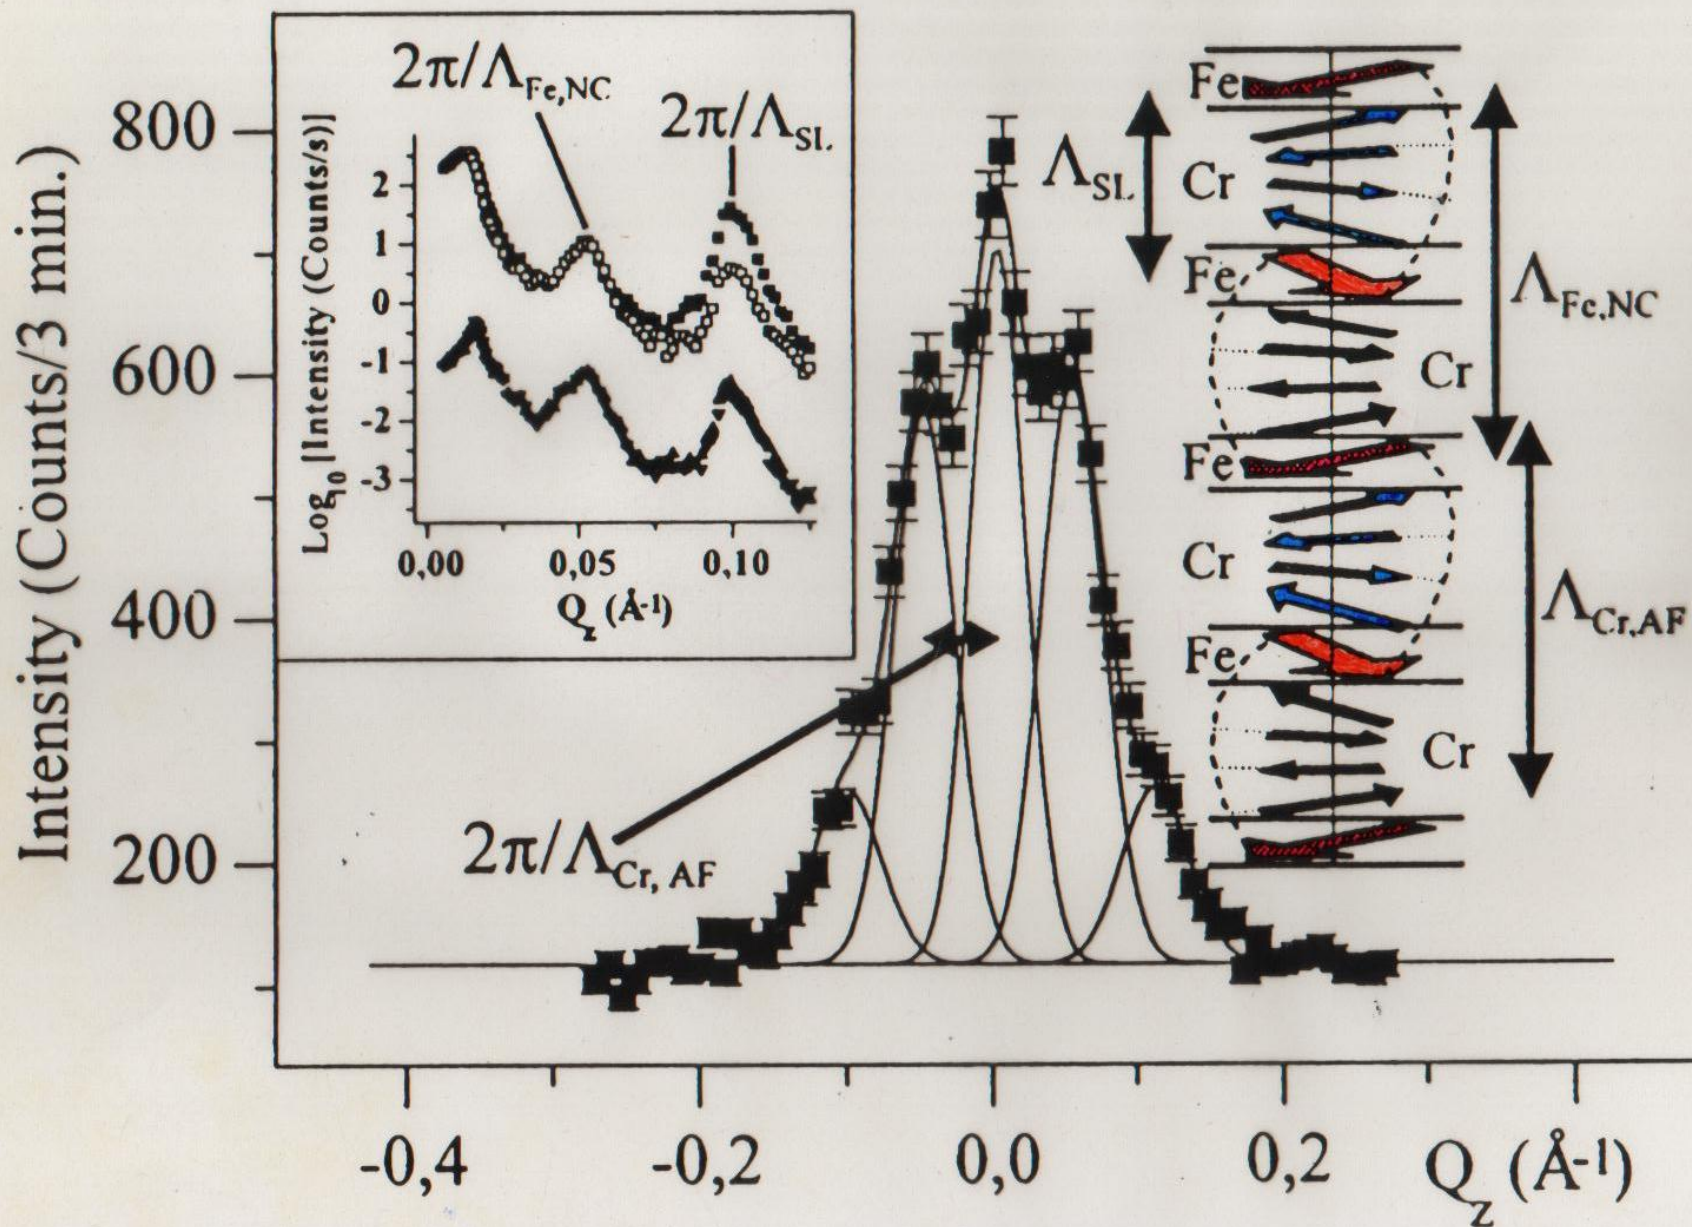 Intensity (Counts/3 min.)
800
600
400
200
-0,4
-0,2
0,0
0,2
Q_z (Å⁻¹)
2π/Λ_Fe,NC
2π/Λ_SL
Log₁₀[Intensity (Counts/s)]
2
1
0
-1
-2
-3
0,00
0,05
0,10
Q_z (Å⁻¹)
2π/Λ_Cr, AF
Λ_SL
Fe
Cr
Fe
Cr
Fe
Cr
Fe
Cr
Λ_Fe,NC
Λ_Cr,AF